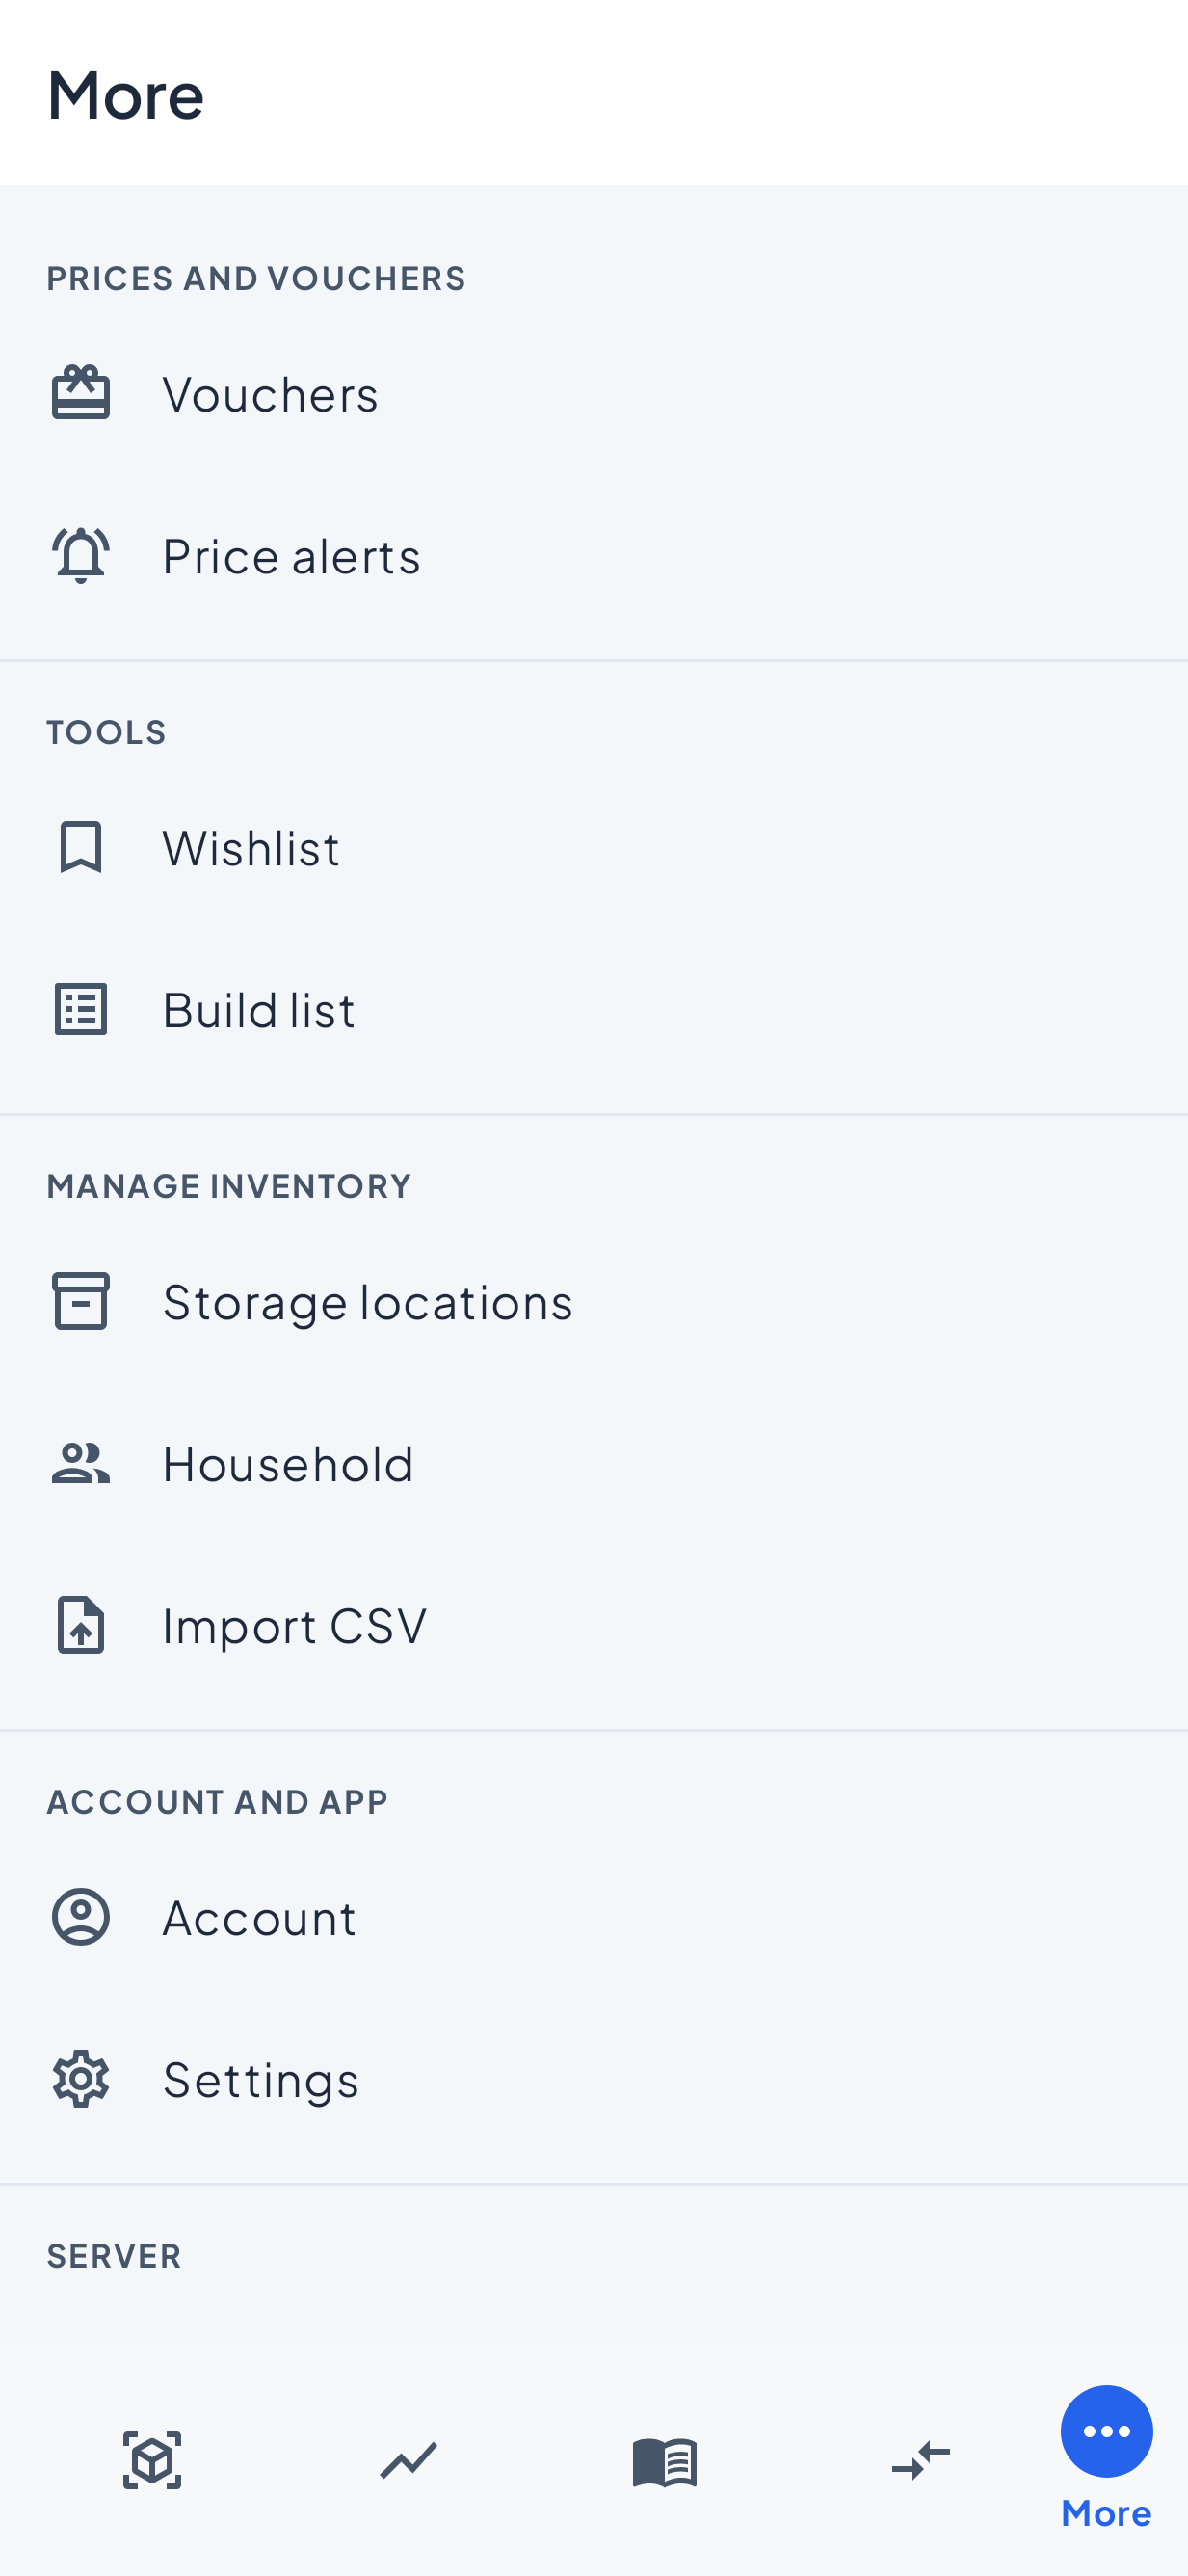 More
PRICES AND VOUCHERS
Vouchers
Price alerts
TOOLS
Wishlist
Build list
MANAGE INVENTORY
Storage locations
Household
Import CSV
ACCOUNT AND APP
Account
Settings
SERVER
More